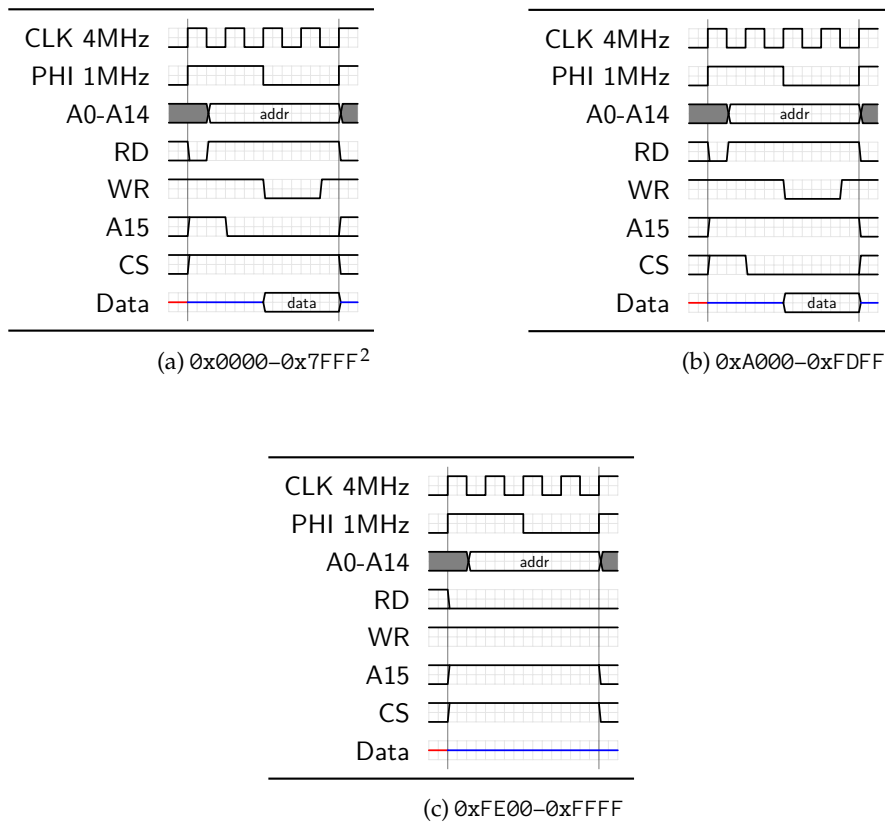 CLK 4MHz
PHI 1MHz
A0-A14 addr
RD
WR
A15
CS
Data data
(a) 0x0000–0x7FFF²
CLK 4MHz
PHI 1MHz
A0-A14 addr
RD
WR
A15
CS
Data data
(b) 0xA000–0xFDFF
CLK 4MHz
PHI 1MHz
A0-A14 addr
RD
WR
A15
CS
Data
(c) 0xFE00–0xFFFF